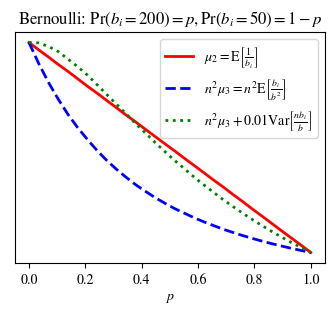 Bernoulli: Pr(b_i = 200) = p, Pr(b_i = 50) = 1 − p
μ_2 = E[1/b_i]
n^2μ_3 = n^2E[b_i/b^2]
n^2μ_3 + 0.01Var[nb_i/b]
0.0 0.2 0.4 0.6 0.8 1.0
p